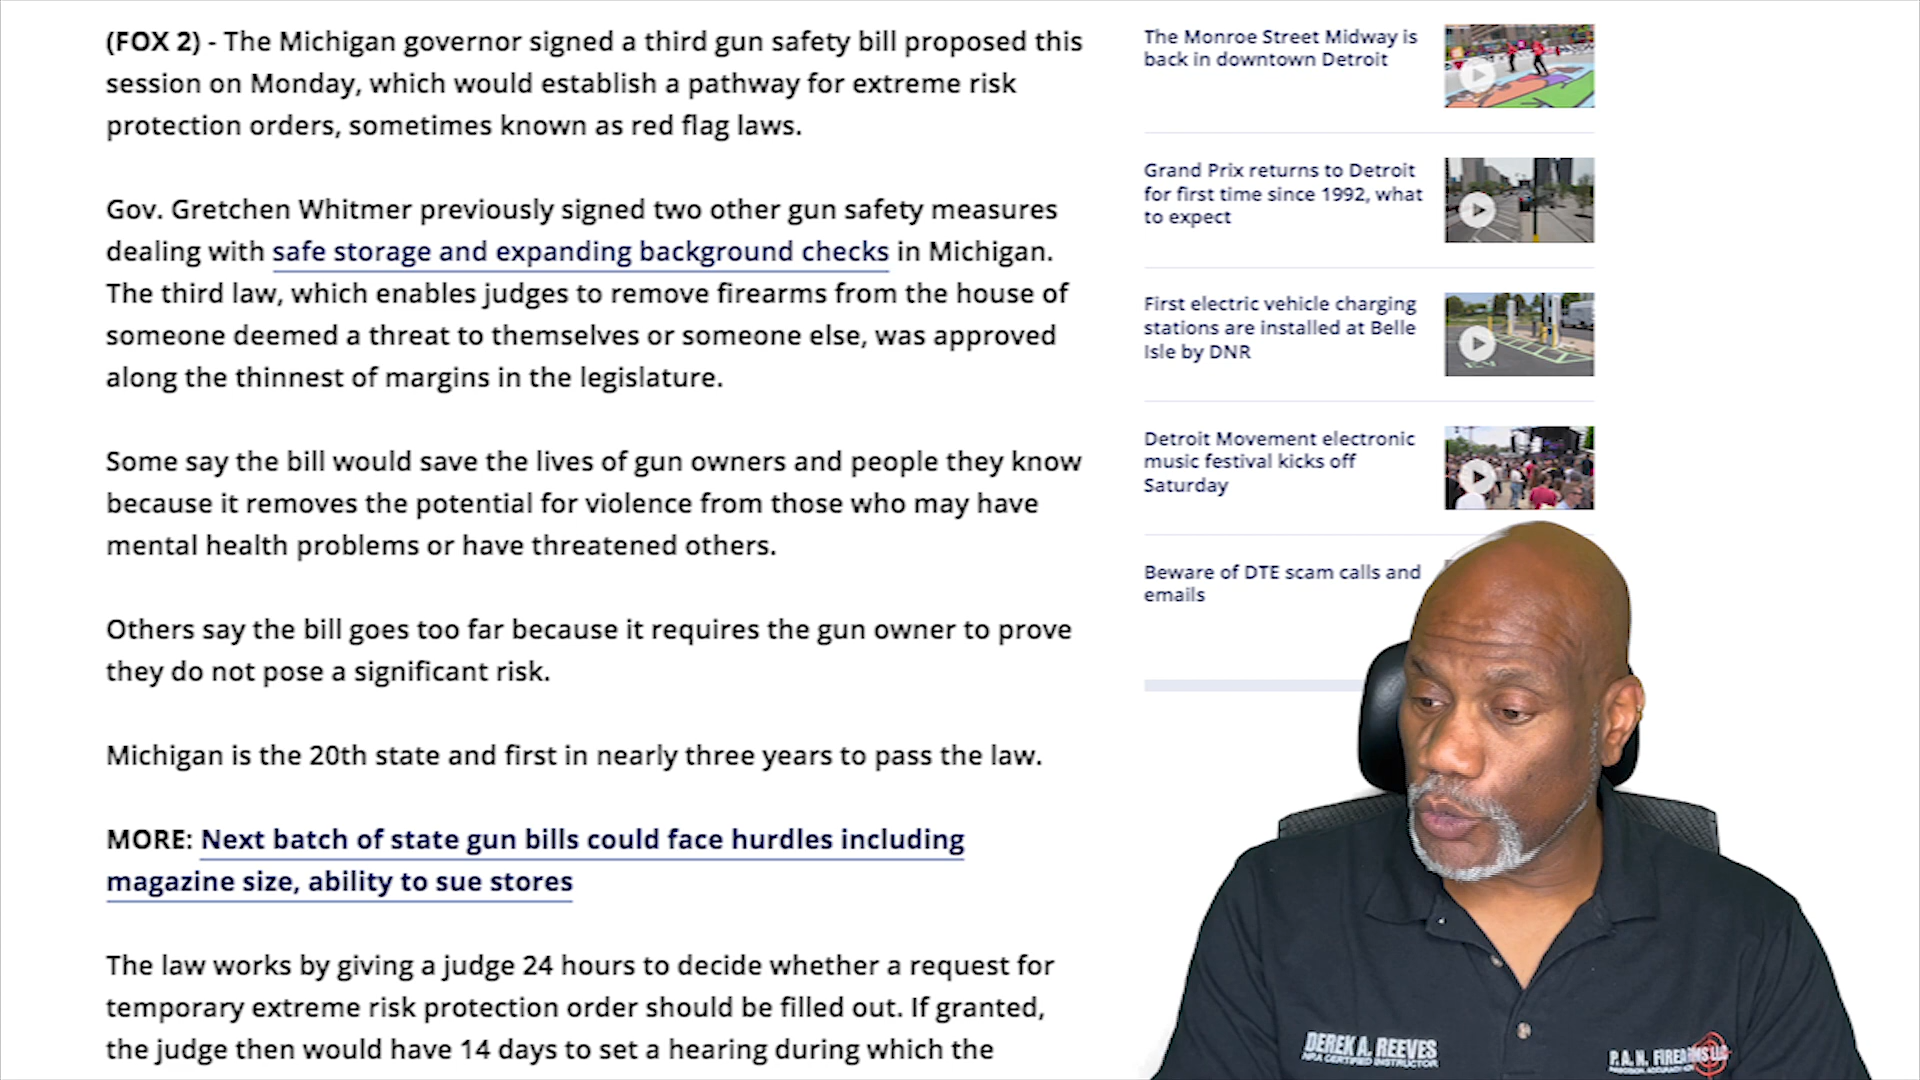 (FOX 2) - The Michigan governor signed a third gun safety bill proposed this
session on Monday, which would establish a pathway for extreme risk
protection orders, sometimes known as red flag laws.
Gov. Gretchen Whitmer previously signed two other gun safety measures
dealing with safe storage and expanding background checks in Michigan.
The third law, which enables judges to remove firearms from the house of
someone deemed a threat to themselves or someone else, was approved
along the thinnest of margins in the legislature.
Some say the bill would save the lives of gun owners and people they know
because it removes the potential for violence from those who may have
mental health problems or have threatened others.
Others say the bill goes too far because it requires the gun owner to prove
they do not pose a significant risk.
Michigan is the 20th state and first in nearly three years to pass the law.
MORE: Next batch of state gun bills could face hurdles including
magazine size, ability to sue stores
The law works by giving a judge 24 hours to decide whether a request for
temporary extreme risk protection order should be filled out. If granted,
the judge then would have 14 days to set a hearing during which the
The Monroe Street Midway is
back in downtown Detroit
Grand Prix returns to Detroit
for first time since 1992, what
to expect
First electric vehicle charging
stations are installed at Belle
Isle by DNR
Detroit Movement electronic
music festival kicks off
Saturday
Beware of DTE scam calls and
emails
DEREK A. REEVES
NRA CERTIFIED INSTRUCTOR
P.A.N. FIREARMS LLC